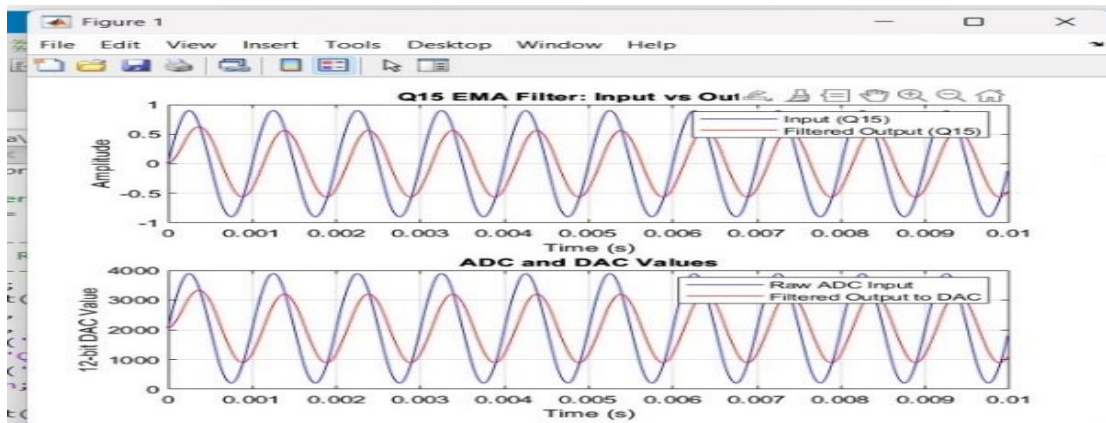 Figure 1
File Edit View Insert Tools Desktop Window Help
Q15 EMA Filter: Input vs
1
0.5
0
-0.5
-1
Amplitude
Input (Q15)
Filtered Output (Q15)
0 0.001 0.002 0.003 0.004 0.005 0.006 0.007 0.008 0.009 0.01
Time (s)
ADC and DAC Values
4000
3000
2000
1000
0
12-bit DAC Value
Raw ADC Input
Filtered Output to DAC
0 0.001 0.002 0.003 0.004 0.005 0.006 0.007 0.008 0.009 0.01
Time (s)